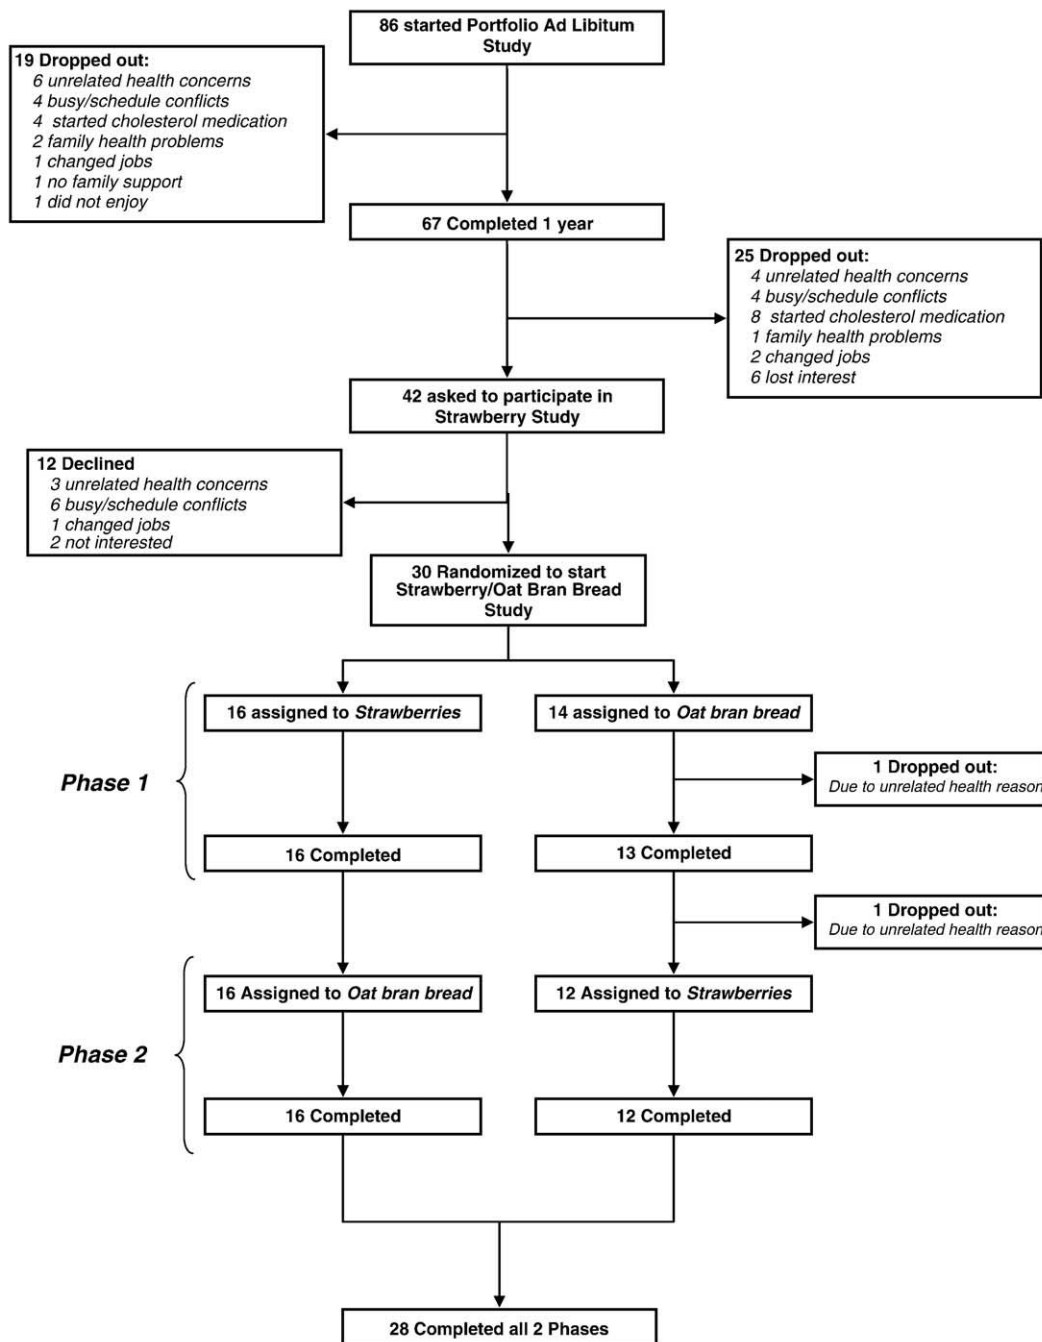 86 started Portfolio Ad Libitum
Study
19 Dropped out:
6 unrelated health concerns
4 busy/schedule conflicts
4 started cholesterol medication
2 family health problems
1 changed jobs
1 no family support
1 did not enjoy
67 Completed 1 year
25 Dropped out:
4 unrelated health concerns
4 busy/schedule conflicts
8 started cholesterol medication
1 family health problems
2 changed jobs
6 lost interest
42 asked to participate in
Strawberry Study
12 Declined
3 unrelated health concerns
6 busy/schedule conflicts
1 changed jobs
2 not interested
30 Randomized to start
Strawberry/Oat Bran Bread
Study
Phase 1
16 assigned to Strawberries
14 assigned to Oat bran bread
1 Dropped out:
Due to unrelated health reason
16 Completed
13 Completed
1 Dropped out:
Due to unrelated health reason
Phase 2
16 Assigned to Oat bran bread
12 Assigned to Strawberries
16 Completed
12 Completed
28 Completed all 2 Phases